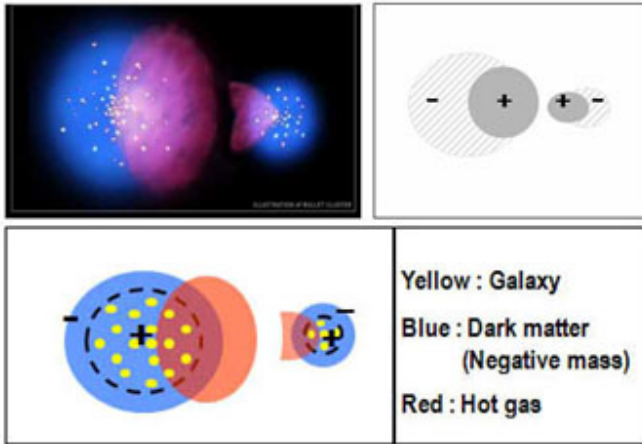 ILLUSTRATION OF BULLET CLUSTER
- + + -
- + + -
Yellow : Galaxy
Blue : Dark matter
(Negative mass)
Red : Hot gas